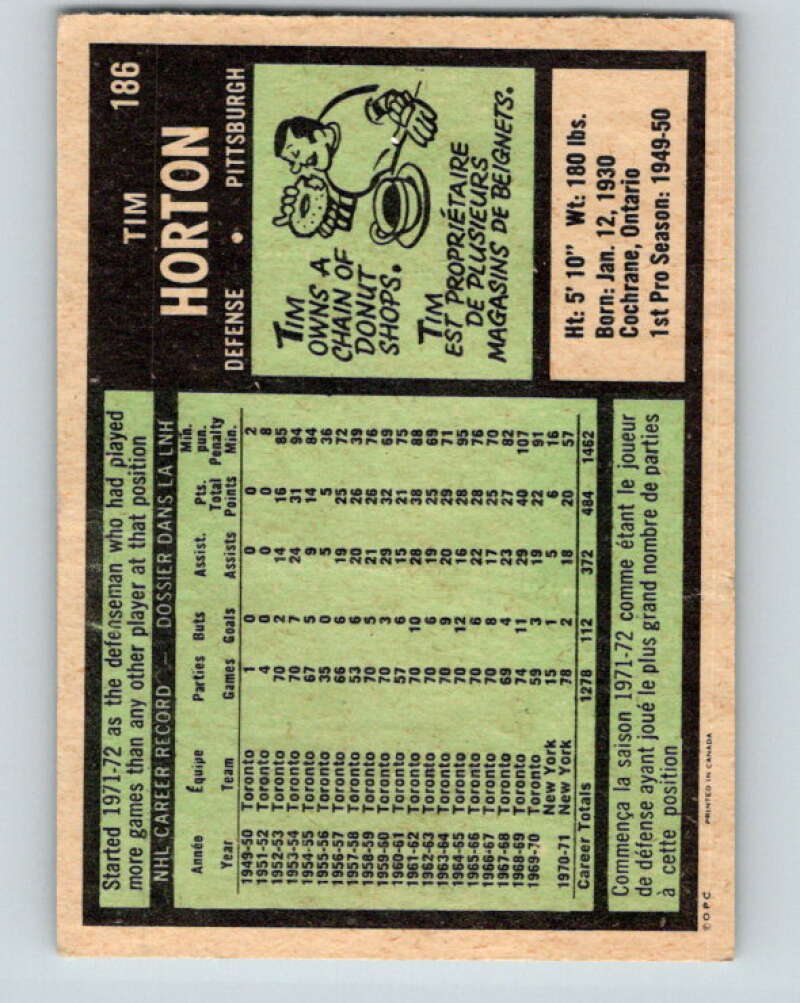 Started 1971-72 as the defenseman who had played
more games than any other player at that position
NHL CAREER RECORD — DOSSIER DANS LA LNH
Année Équipe Parties Buts Assist. Pts. Min. pun.
Year Team Games Goals Assists Total Points Penalty Min.
1949-50 Toronto 1 0 0 0 2
1951-52 Toronto 4 0 0 0 8
1952-53 Toronto 70 2 14 16 85
1953-54 Toronto 70 7 24 31 94
1954-55 Toronto 67 5 9 14 84
1955-56 Toronto 35 0 5 5 36
1956-57 Toronto 66 6 19 25 72
1957-58 Toronto 53 6 20 26 39
1958-59 Toronto 70 5 21 26 76
1959-60 Toronto 70 3 29 32 69
1960-61 Toronto 57 6 15 21 75
1961-62 Toronto 70 10 28 38 88
1962-63 Toronto 70 6 19 25 69
1963-64 Toronto 70 9 20 29 71
1964-65 Toronto 70 12 16 28 95
1965-66 Toronto 70 6 22 28 76
1966-67 Toronto 70 8 17 25 70
1967-68 Toronto 69 4 23 27 82
1968-69 Toronto 74 11 29 40 107
1969-70 Toronto 59 3 19 22 91
New York 15 1 5 6 16
1970-71 New York 78 2 18 20 57
Career Totals 1278 112 372 484 1462
Commença la saison 1971-72 comme étant le joueur
de défense ayant joué le plus grand nombre de parties
à cette position
TIM 186
HORTON
DEFENSE • PITTSBURGH
TIM
OWNS A
CHAIN OF
DONUT
SHOPS.
TIM
EST PROPRIÉTAIRE
DE PLUSIEURS
MAGASINS DE BEIGNETS.
Ht: 5' 10" Wt: 180 lbs.
Born: Jan. 12, 1930
Cochrane, Ontario
1st Pro Season: 1949-50
© O P C PRINTED IN CANADA